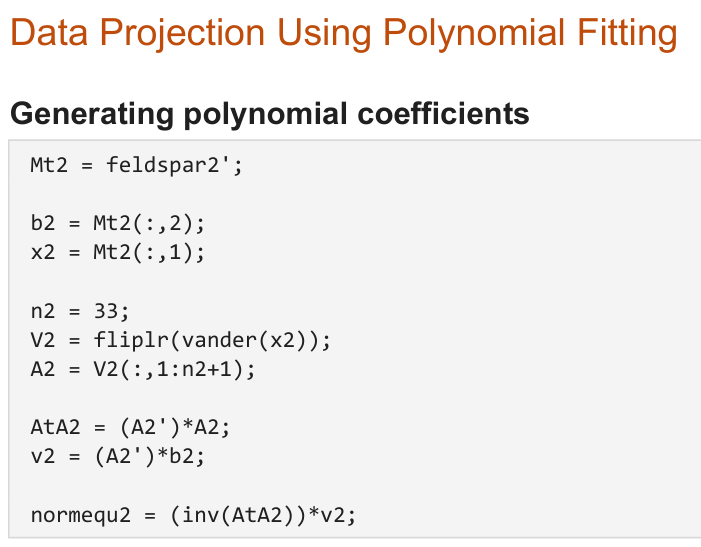 Data Projection Using Polynomial Fitting
Generating polynomial coefficients
Mt2 = feldspar2';
b2 = Mt2(:,2);
x2 = Mt2(:,1);
n2 = 33;
V2 = fliplr(vander(x2));
A2 = V2(:,1:n2+1);
AtA2 = (A2')*A2;
v2 = (A2')*b2;
normequ2 = (inv(AtA2))*v2;